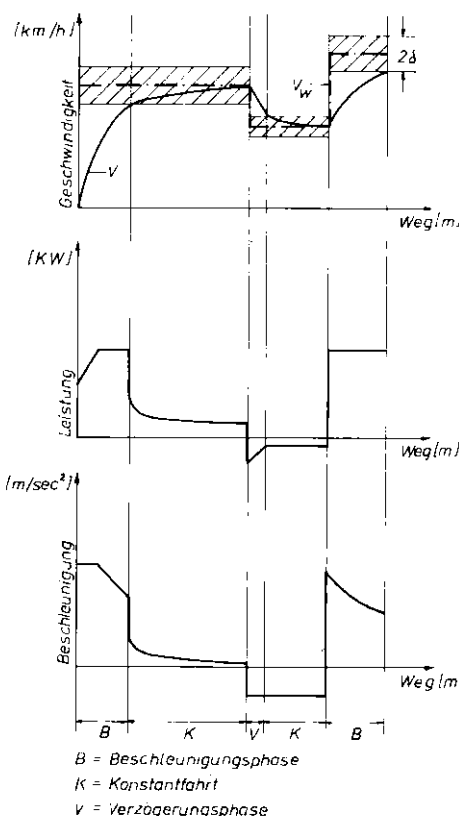 [km/h]
Geschwindigkeit
V
V_W
2δ
Weg[m]
[KW]
Leistung
Weg[m]
[m/sec²]
Beschleunigung
Weg[m
B K V K B
B = Beschleunigungsphase
K = Konstantfahrt
V = Verzögerungsphase